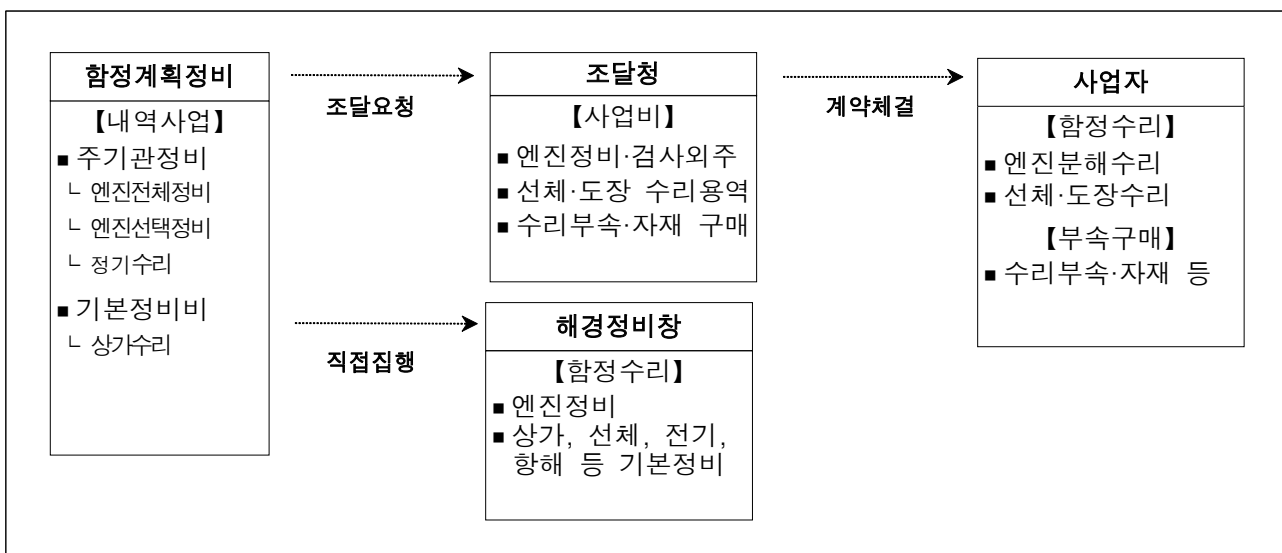 함정계획정비
【내역사업】
■ 주기관정비
└ 엔진전체정비
└ 엔진선택정비
└ 정기수리
■ 기본정비비
└ 상가수리
조달요청
조달청
【사업비】
■ 엔진정비·검사외주
■ 선체·도장 수리용역
■ 수리부속·자재 구매
계약체결
사업자
【함정수리】
■ 엔진분해수리
■ 선체·도장수리
【부속구매】
■ 수리부속·자재 등
직접집행
해경정비창
【함정수리】
■ 엔진정비
■ 상가, 선체, 전기,
항해 등 기본정비